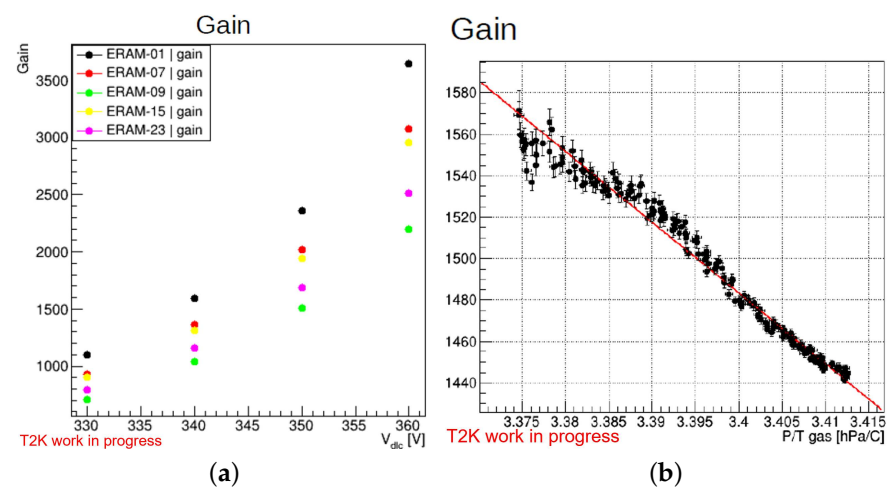 Gain
Gain
ERAM-01 | gain
ERAM-07 | gain
ERAM-09 | gain
ERAM-15 | gain
ERAM-23 | gain
3500
3000
2500
2000
1500
1000
330 335 340 345 350 355 360
V_dlc [V]
T2K work in progress
(a)
Gain
1580
1560
1540
1520
1500
1480
1460
1440
3.375 3.38 3.385 3.39 3.395 3.4 3.405 3.41 3.415
P/T gas [hPa/C]
T2K work in progress
(b)